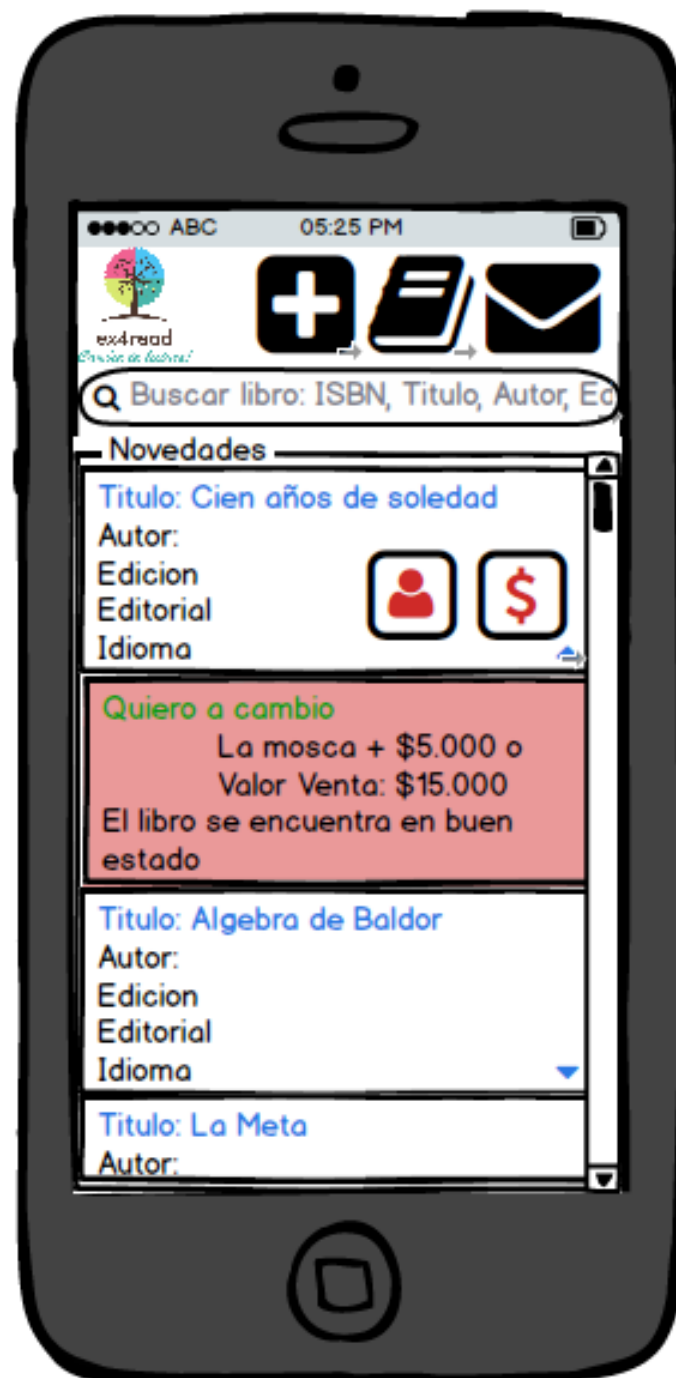 ABC 05:25 PM
ex4read
Buscar libro: ISBN, Titulo, Autor, Ed
Novedades
Titulo: Cien años de soledad
Autor:
Edicion
Editorial
Idioma
$
Quiero a cambio
La mosca + $5.000 o
Valor Venta: $15.000
El libro se encuentra en buen
estado
Titulo: Algebra de Baldor
Autor:
Edicion
Editorial
Idioma
Titulo: La Meta
Autor: